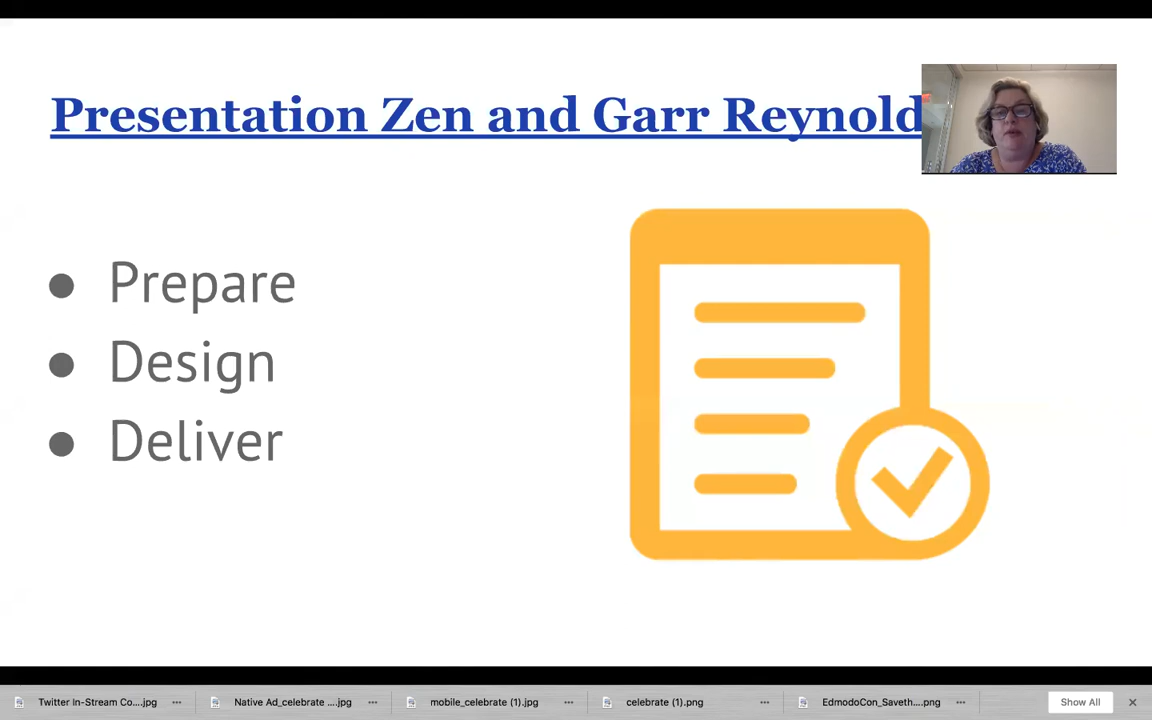 Presentation Zen and Garr Reynold
Prepare
Design
Deliver
Twitter In-Stream Co....jpg
Native Ad_celebrate ....jpg
mobile_celebrate (1).jpg
celebrate (1).png
EdmodoCon_Saveth....png
Show All